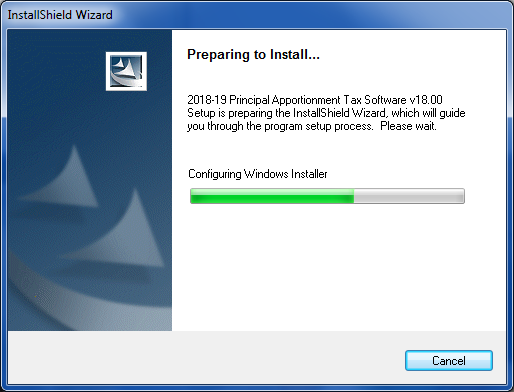 InstallShield Wizard
Preparing to Install...
2018-19 Principal Apportionment Tax Software v18.00
Setup is preparing the InstallShield Wizard, which will guide
you through the program setup process. Please wait.
Configuring Windows Installer
Cancel